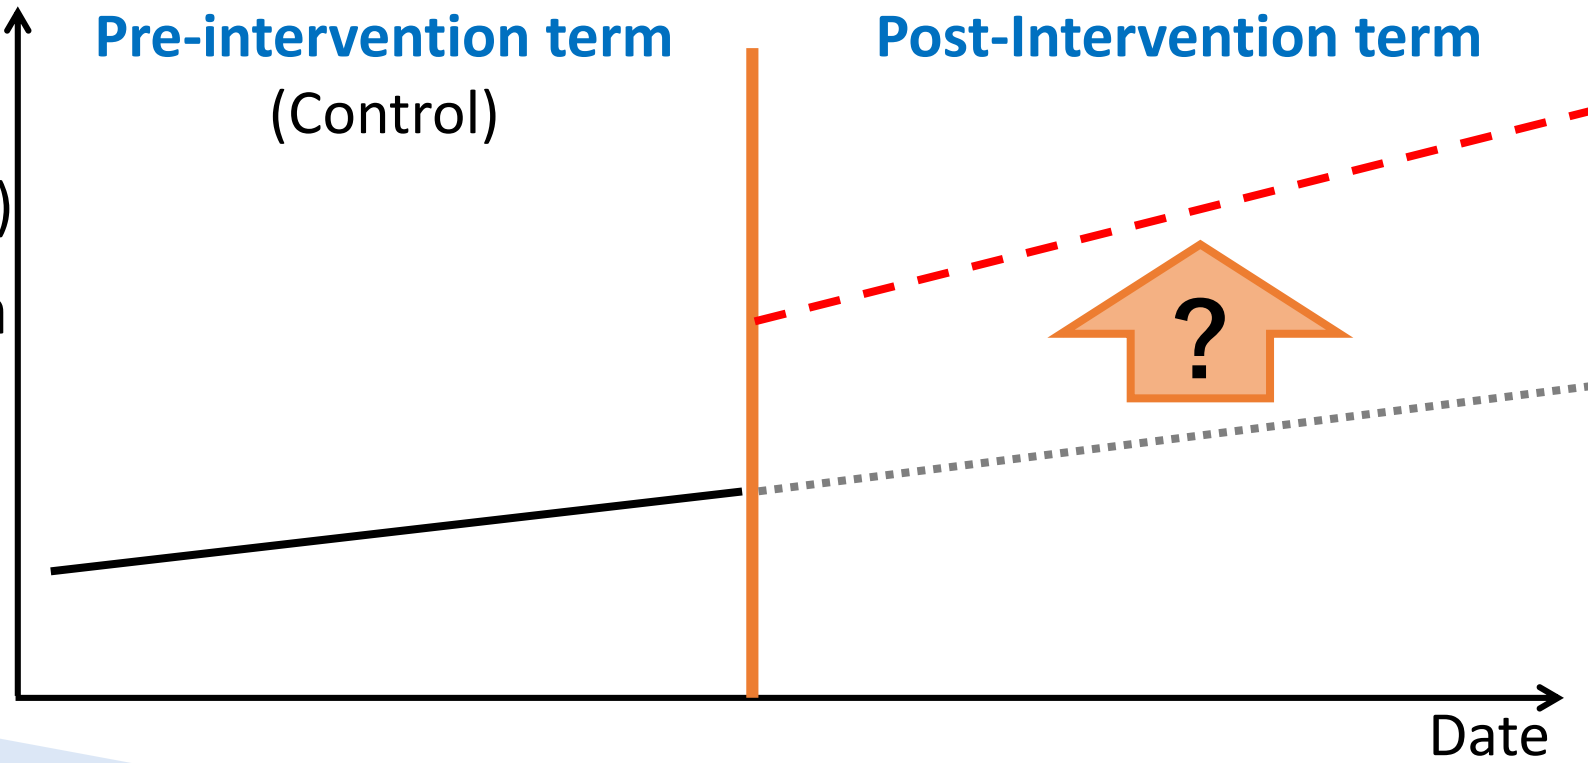 Pre-intervention term
(Control)
Post-Intervention term
?
Date